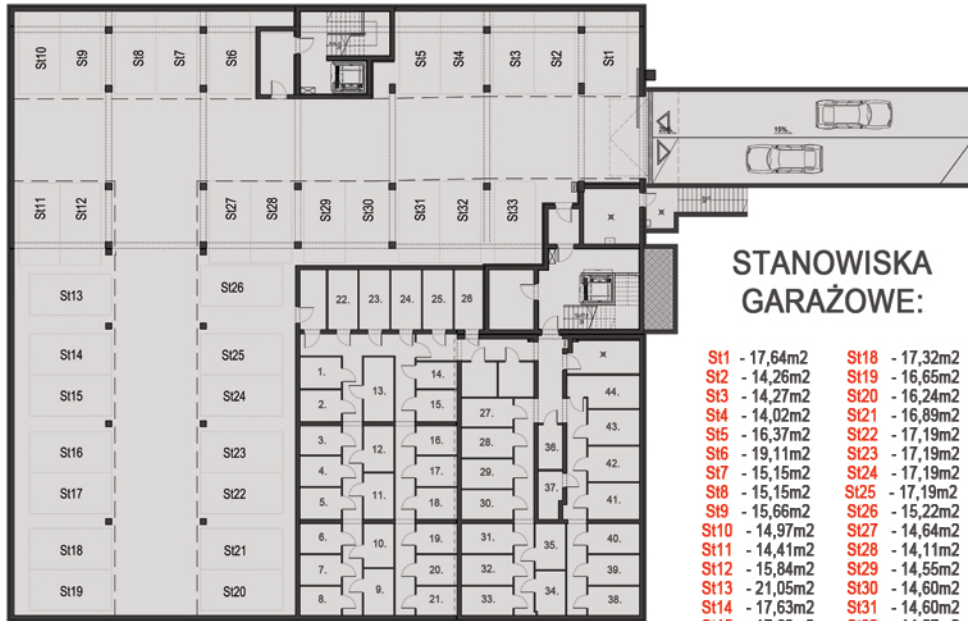 St10 St9 St8 St7 St6 St5 St4 St3 St2 St1
19%
St11 St12 St27 St28 St29 St30 St31 St32 St33
St13 St26
22. 23. 24. 25. 26
St14 St25
St15 St24
St16 St23
St17 St22
St18 St21
St19 St20
1. 13. 14. 44.
2. 15. 27. 43.
3. 12. 16. 28. 36. 42.
4. 17. 29. 37. 41.
5. 11. 18. 30.
6. 10. 19. 31. 35. 40.
7. 20. 32. 39.
8. 9. 21. 33. 34. 38.
STANOWISKA
GARAŻOWE:
St1 - 17,64m2 St18 - 17,32m2
St2 - 14,26m2 St19 - 16,65m2
St3 - 14,27m2 St20 - 16,24m2
St4 - 14,02m2 St21 - 16,89m2
St5 - 16,37m2 St22 - 17,19m2
St6 - 19,11m2 St23 - 17,19m2
St7 - 15,15m2 St24 - 17,19m2
St8 - 15,15m2 St25 - 17,19m2
St9 - 15,66m2 St26 - 15,22m2
St10 - 14,97m2 St27 - 14,64m2
St11 - 14,41m2 St28 - 14,11m2
St12 - 15,84m2 St29 - 14,55m2
St13 - 21,05m2 St30 - 14,60m2
St14 - 17,63m2 St31 - 14,60m2